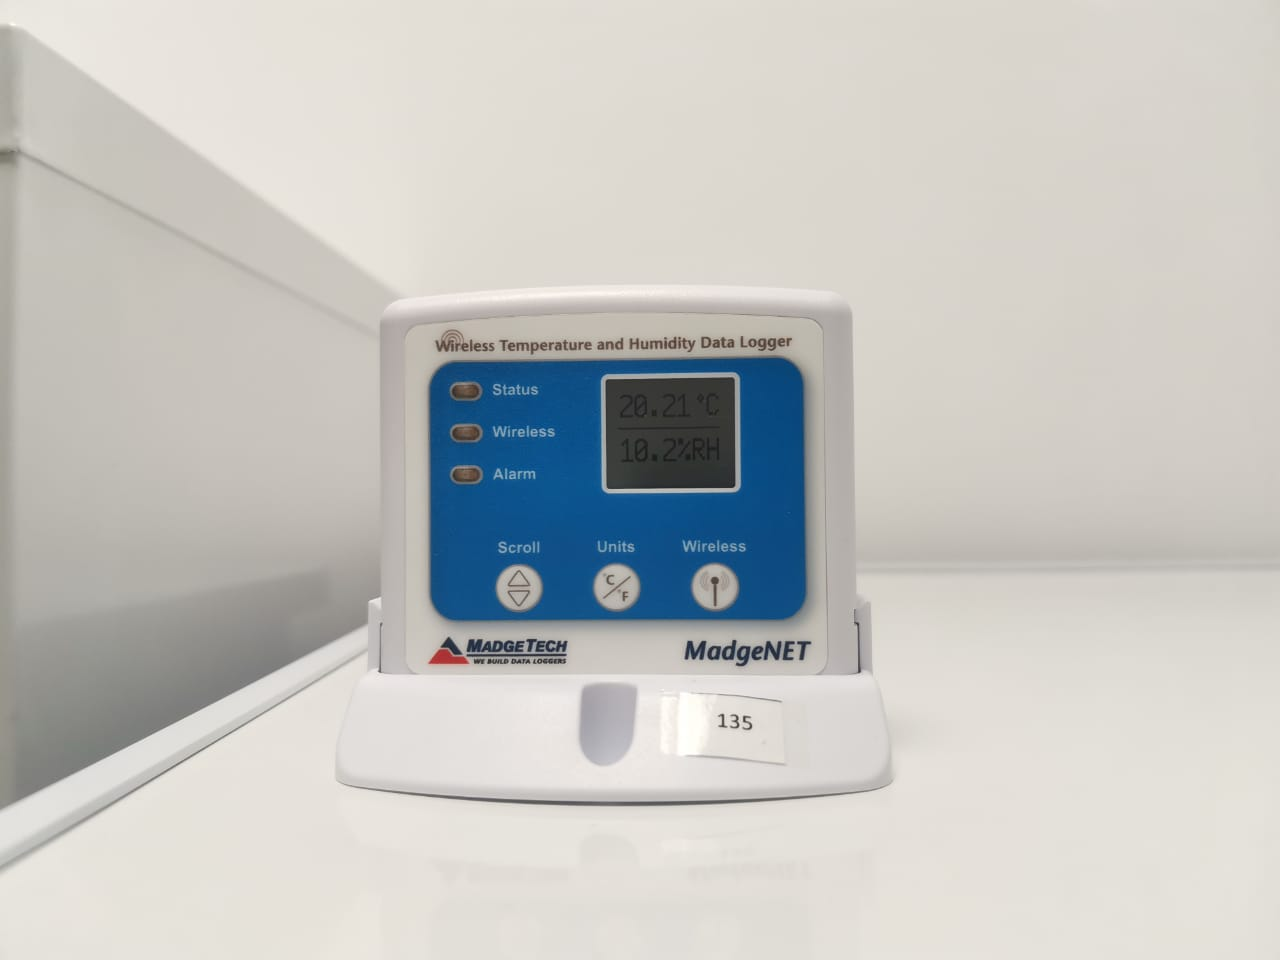 Wireless Temperature and Humidity Data Logger
Status
Wireless
Alarm
20.21°C
10.2%RH
Scroll
Units
Wireless
°C
°F
MADGETECH
WE BUILD DATA LOGGERS
MadgeNET
135